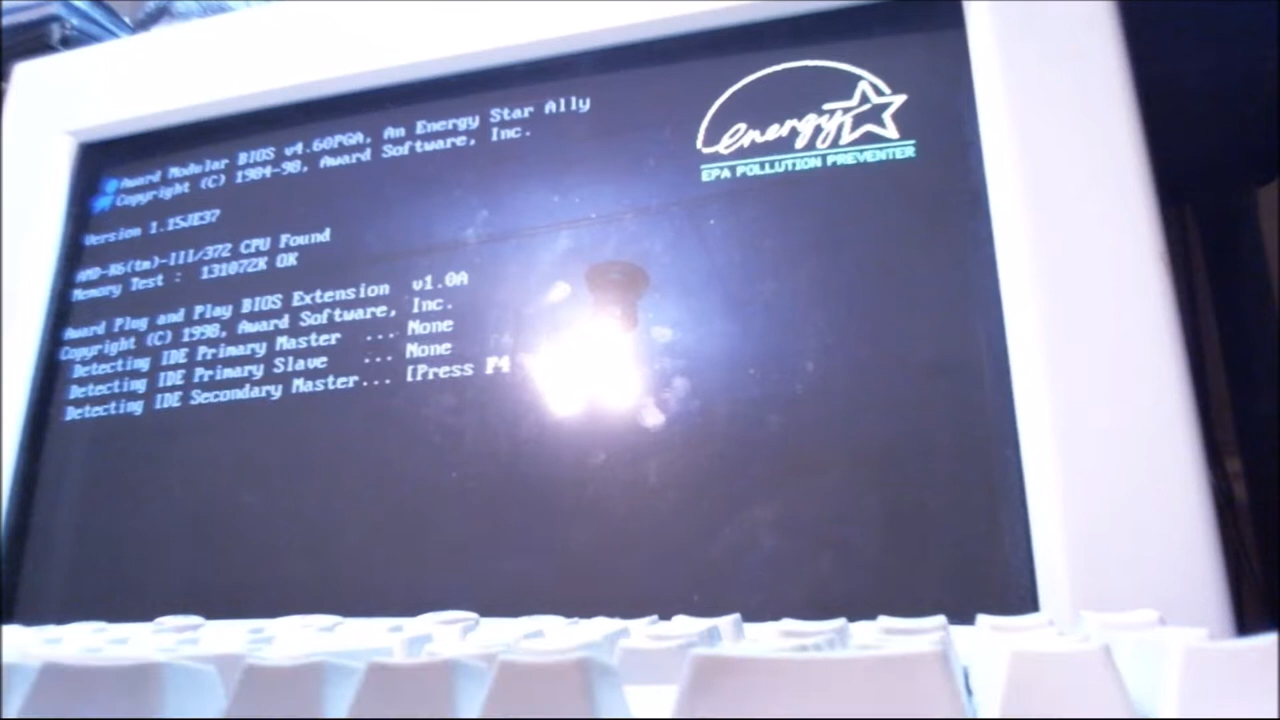 Award Modular BIOS v4.60PGA, An Energy Star Ally
Copyright (C) 1984-98, Award Software, Inc.
Version 1.15JE37
AMD-K6(tm)-III/372 CPU Found
Memory Test : 131072K OK
Award Plug and Play BIOS Extension v1.0A
Copyright (C) 1998, Award Software, Inc.
Detecting IDE Primary Master ... None
Detecting IDE Primary Slave ... None
Detecting IDE Secondary Master... [Press F4
energy
EPA POLLUTION PREVENTER